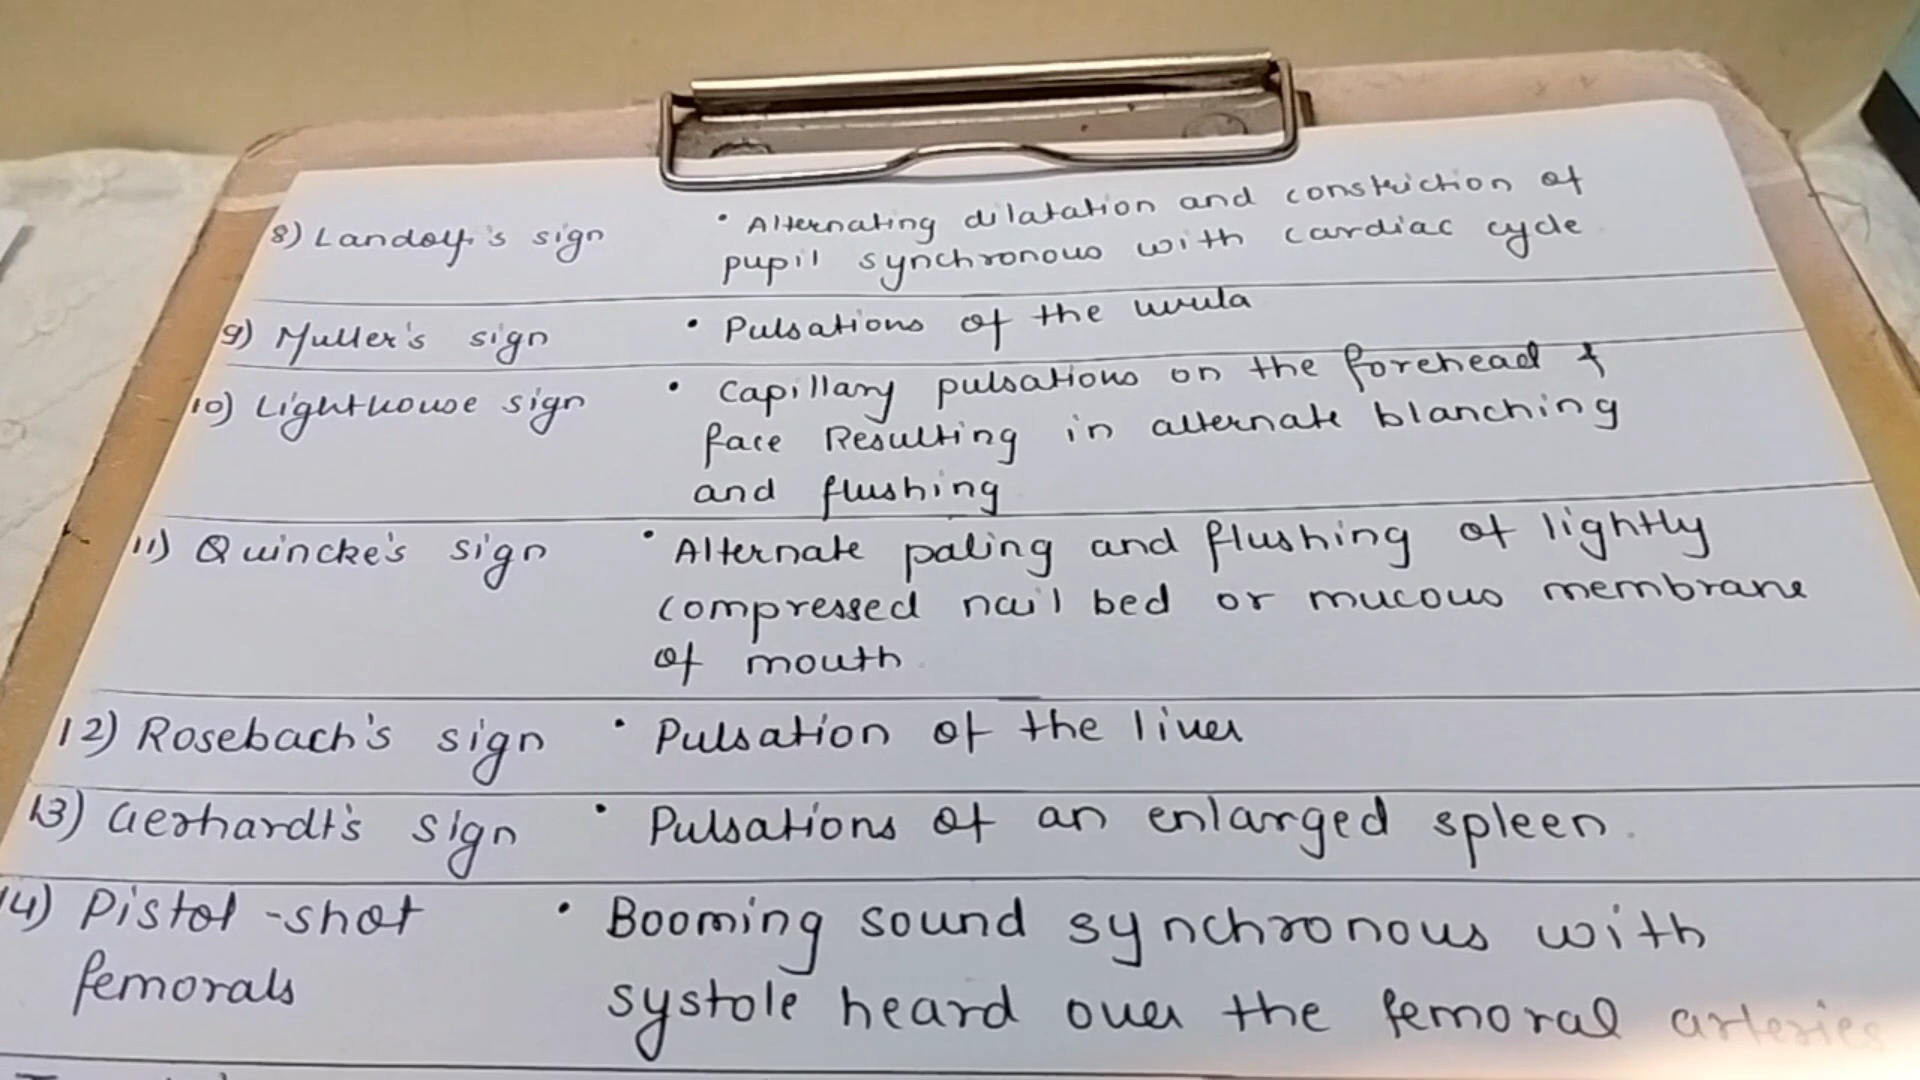 8) Landolfi's sign
• Alternating dilatation and constriction of
pupil synchronous with cardiac cycle
9) Muller's sign
• Pulsations of the uvula
10) Lighthouse sign
• Capillary pulsations on the forehead &
face Resulting in alternate blanching
and flushing
11) Quincke's sign
• Alternate paling and flushing of lightly
compressed nail bed or mucous membrane
of mouth
12) Rosebach's sign
• Pulsation of the liver
13) Gerhardt's sign
• Pulsations of an enlarged spleen.
14) Pistol-shot
femorals
• Booming sound synchronous with
systole heard over the femoral arteries